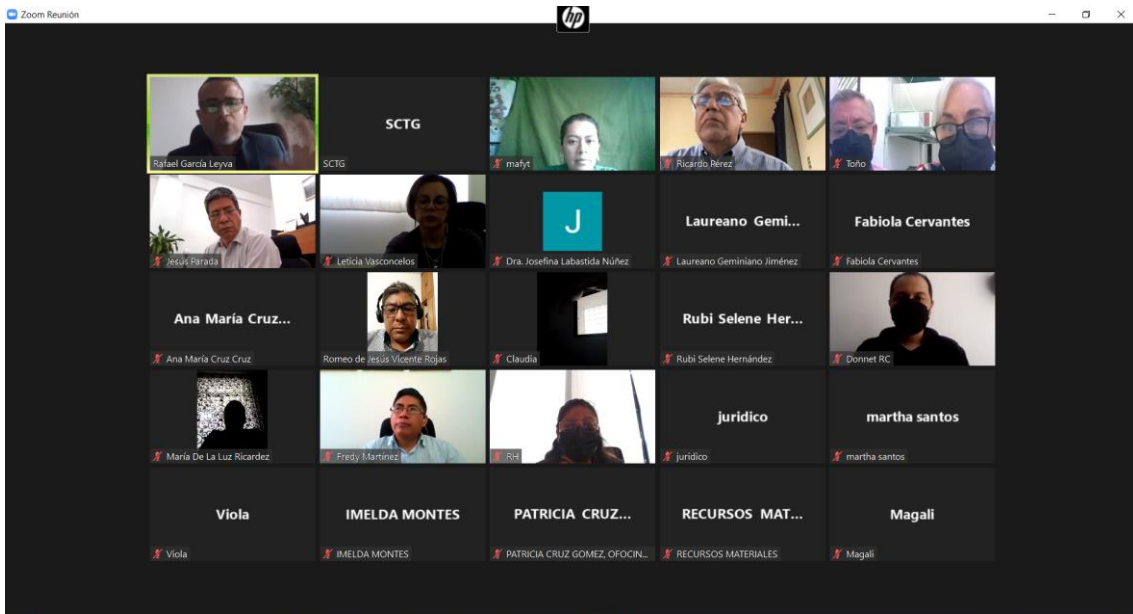 Zoom Reunión
hp
Rafael García Leyva
SCTG
SCTG
mafyt
Ricardo Pérez
Toño
Jesús Parada
Leticia Vasconcelos
J
Dra. Josefina Labastida Núñez
Laureano Gemi...
Laureano Geminiano Jiménez
Fabiola Cervantes
Fabiola Cervantes
Ana María Cruz...
Ana María Cruz Cruz
Romeo de Jesús Vicente Rojas
Claudia
Rubi Selene Her...
Rubi Selene Hernández
Donnet RC
María De La Luz Ricardez
Fredy Martínez
RH
juridico
juridico
martha santos
martha santos
Viola
Viola
IMELDA MONTES
IMELDA MONTES
PATRICIA CRUZ...
PATRICIA CRUZ GOMEZ, OFOCIN...
RECURSOS MAT...
RECURSOS MATERIALES
Magali
Magali